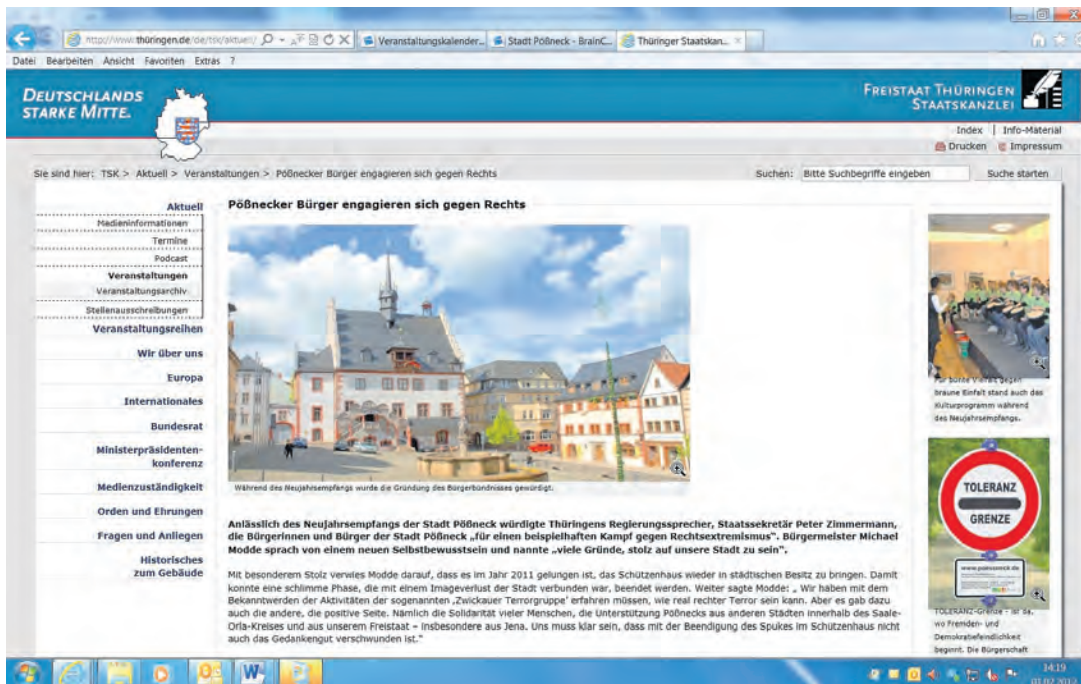 http://www.thüringen.de/de/tsk/aktuell/
Veranstaltungskalender...
Stadt Pößneck - BrainC...
Thüringer Staatskan...
Datei Bearbeiten Ansicht Favoriten Extras ?
DEUTSCHLANDS
STARKE MITTE.
FREISTAAT THÜRINGEN
STAATSKANZLEI
Index | Info-Material
Drucken Impressum
Sie sind hier: TSK > Aktuell > Veranstaltungen > Pößnecker Bürger engagieren sich gegen Rechts
Suchen: Bitte Suchbegriffe eingeben Suche starten
Aktuell
Medieninformationen
Termine
Podcast
Veranstaltungen
Veranstaltungsarchiv
Stellenausschreibungen
Veranstaltungsreihen
Wir über uns
Europa
Internationales
Bundesrat
Ministerpräsidenten-
konferenz
Medienzuständigkeit
Orden und Ehrungen
Fragen und Anliegen
Historisches
zum Gebäude
Pößnecker Bürger engagieren sich gegen Rechts
Während des Neujahrsempfangs wurde die Gründung des Bürgerbündnisses gewürdigt.
Anlässlich des Neujahrsempfangs der Stadt Pößneck würdigte Thüringens Regierungssprecher, Staatssekretär Peter Zimmermann,
die Bürgerinnen und Bürger der Stadt Pößneck „für einen beispielhaften Kampf gegen Rechtsextremismus“. Bürgermeister Michael
Modde sprach von einem neuen Selbstbewusstsein und nannte „viele Gründe, stolz auf unsere Stadt zu sein“.
Mit besonderem Stolz verwies Modde darauf, dass es im Jahr 2011 gelungen ist, das Schützenhaus wieder in städtischen Besitz zu bringen. Damit
konnte eine schlimme Phase, die mit einem Imageverlust der Stadt verbunden war, beendet werden. Weiter sagte Modde: „ Wir haben mit dem
Bekanntwerden der Aktivitäten der sogenannten ‚Zwickauer Terrorgruppe' erfahren müssen, wie real rechter Terror sein kann. Aber es gab dazu
auch die andere, die positive Seite. Nämlich die Solidarität vieler Menschen, die Unterstützung Pößnecks aus anderen Städten innerhalb des Saale-
Orla-Kreises und aus unserem Freistaat – insbesondere aus Jena. Uns muss klar sein, dass mit der Beendigung des Spukes im Schützenhaus nicht
auch das Gedankengut verschwunden ist."
Für bunte Vielfalt gegen
braune Einfalt stand auch das
Kulturprogramm während
des Neujahrsempfangs.
TOLERANZ
GRENZE
www.poessneck.de
TOLERANZ-Grenze - ist da,
wo Fremden- und
Demokratiefeindlichkeit
beginnt. Die Bürgerschaft
14:19
03.02.2012